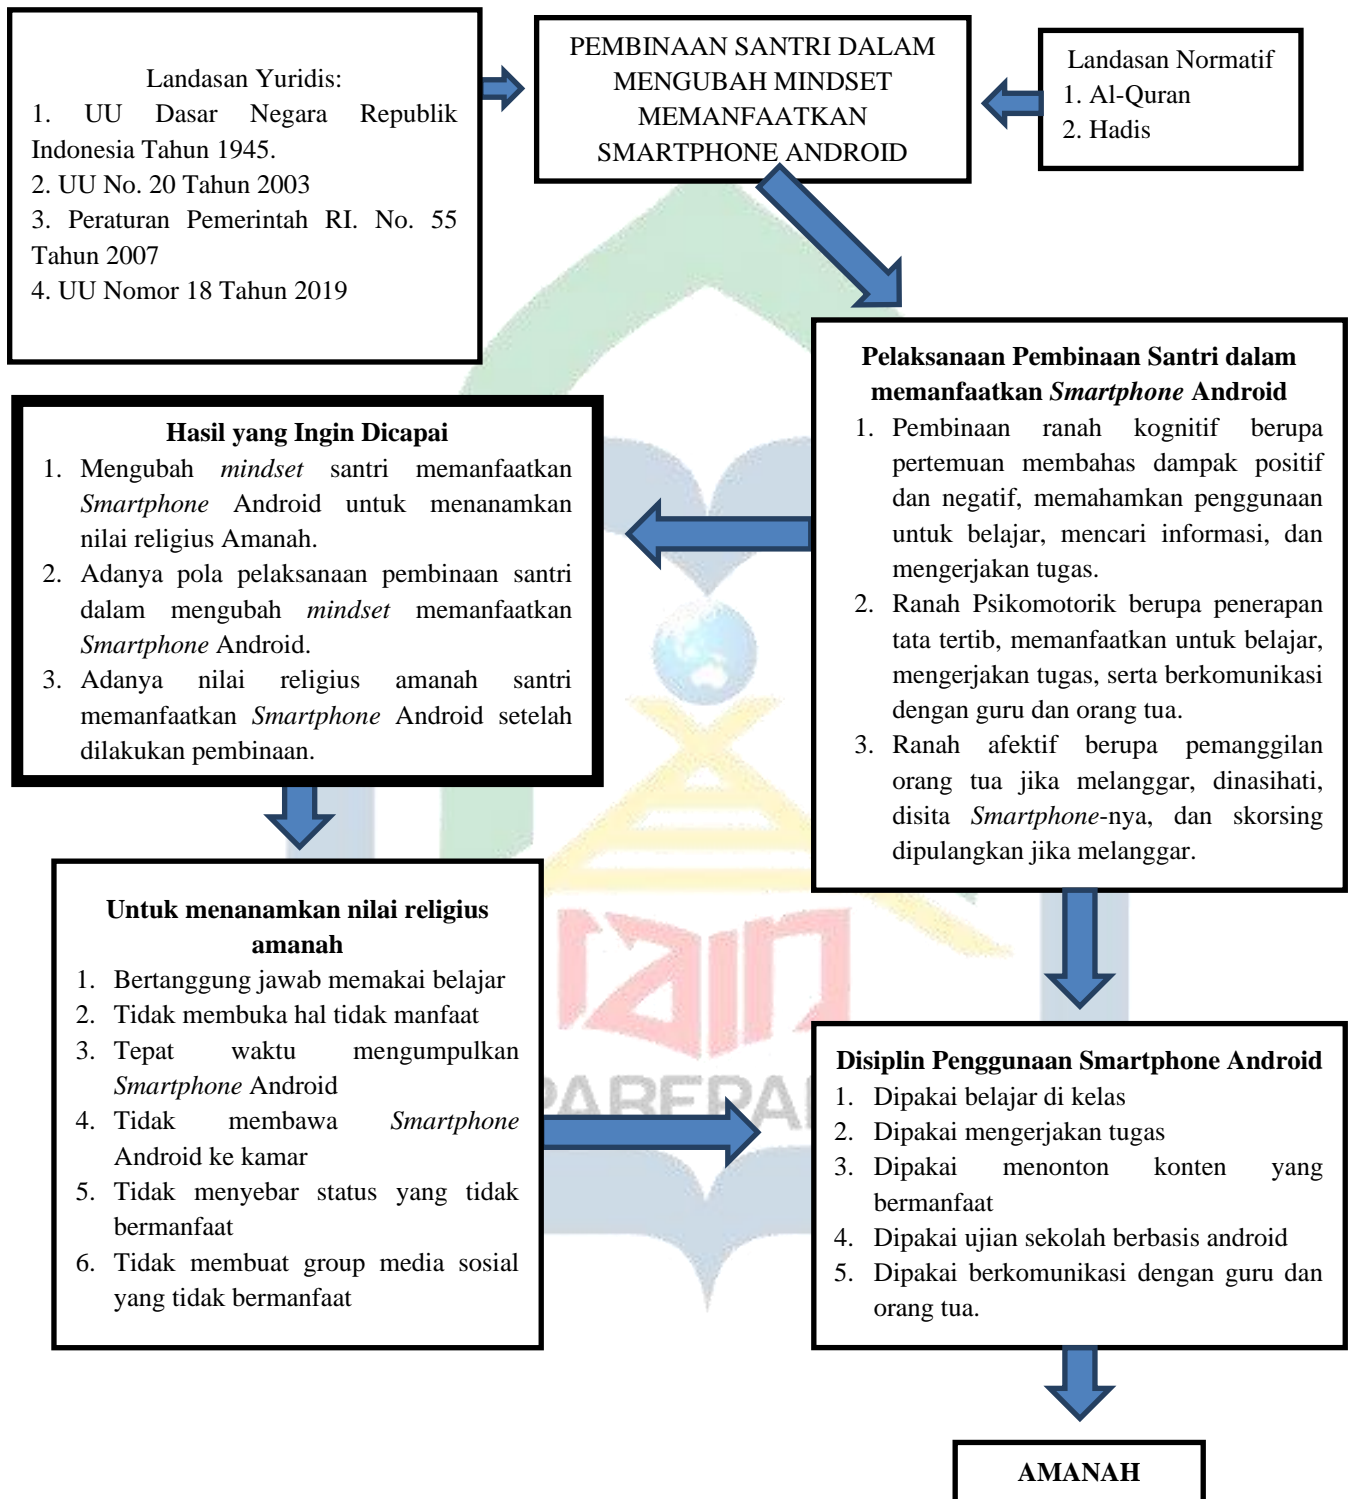 Landasan Yuridis:
1. UU Dasar Negara Republik
Indonesia Tahun 1945.
2. UU No. 20 Tahun 2003
3. Peraturan Pemerintah RI. No. 55
Tahun 2007
4. UU Nomor 18 Tahun 2019
PEMBINAAN SANTRI DALAM
MENGUBAH MINDSET
MEMANFAATKAN
SMARTPHONE ANDROID
Landasan Normatif
1. Al-Quran
2. Hadis
Pelaksanaan Pembinaan Santri dalam
memanfaatkan Smartphone Android
1. Pembinaan ranah kognitif berupa
pertemuan membahas dampak positif
dan negatif, memahamkan penggunaan
untuk belajar, mencari informasi, dan
mengerjakan tugas.
2. Ranah Psikomotorik berupa penerapan
tata tertib, memanfaatkan untuk belajar,
mengerjakan tugas, serta berkomunikasi
dengan guru dan orang tua.
3. Ranah afektif berupa pemanggilan
orang tua jika melanggar, dinasihati,
disita Smartphone-nya, dan skorsing
dipulangkan jika melanggar.
Hasil yang Ingin Dicapai
1. Mengubah mindset santri memanfaatkan
Smartphone Android untuk menanamkan
nilai religius Amanah.
2. Adanya pola pelaksanaan pembinaan santri
dalam mengubah mindset memanfaatkan
Smartphone Android.
3. Adanya nilai religius amanah santri
memanfaatkan Smartphone Android setelah
dilakukan pembinaan.
Untuk menanamkan nilai religius
amanah
1. Bertanggung jawab memakai belajar
2. Tidak membuka hal tidak manfaat
3. Tepat waktu mengumpulkan
Smartphone Android
4. Tidak membawa Smartphone
Android ke kamar
5. Tidak menyebar status yang tidak
bermanfaat
6. Tidak membuat group media sosial
yang tidak bermanfaat
iain
Disiplin Penggunaan Smartphone Android
1. Dipakai belajar di kelas
2. Dipakai mengerjakan tugas
3. Dipakai menonton konten yang
bermanfaat
4. Dipakai ujian sekolah berbasis android
5. Dipakai berkomunikasi dengan guru dan
orang tua.
AMANAH